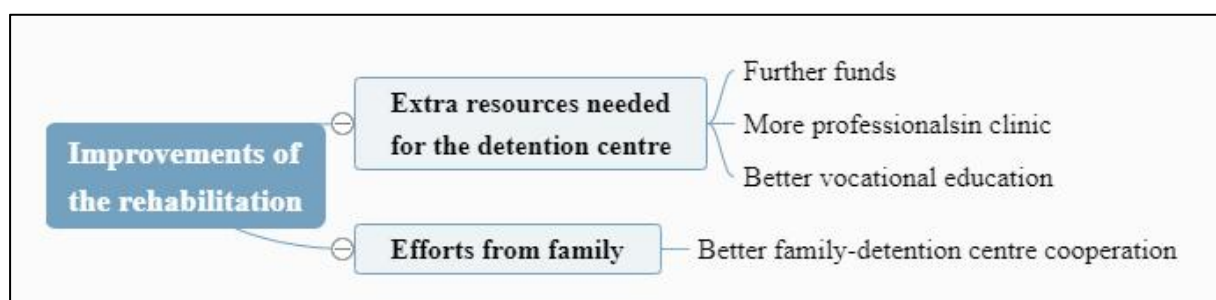 Improvements of
the rehabilitation
Extra resources needed
for the detention centre
Further funds
More professionalsin clinic
Better vocational education
Efforts from family
Better family-detention centre cooperation